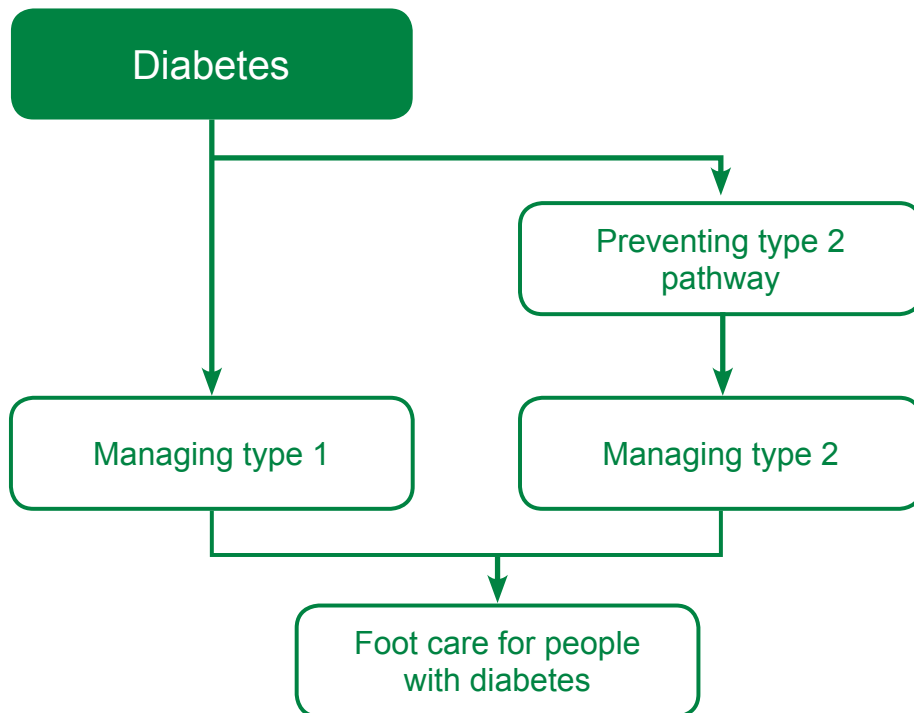 Diabetes
Preventing type 2
pathway
Managing type 1
Managing type 2
Foot care for people
with diabetes